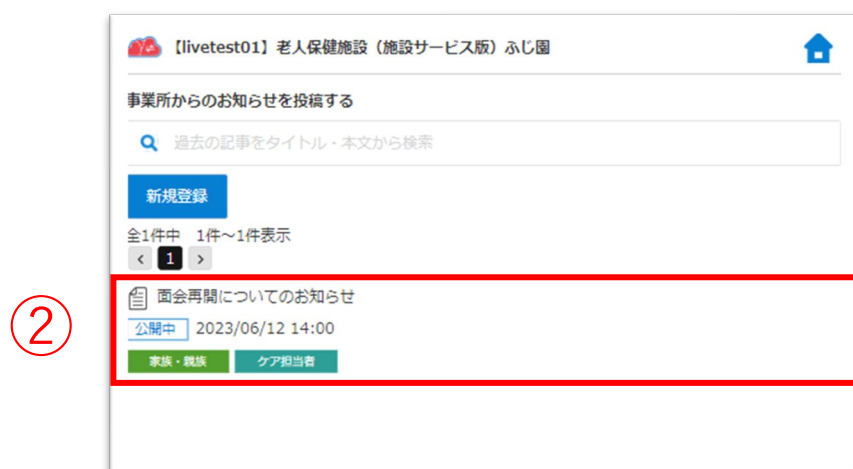 【livetest01】老人保健施設（施設サービス版）ふじ園
事業所からのお知らせを投稿する
過去の記事をタイトル・本文から検索
新規登録
全1件中　1件～1件表示
< 1 >
面会再開についてのお知らせ
②
公開中 2023/06/12 14:00
家族・親族 ケア担当者